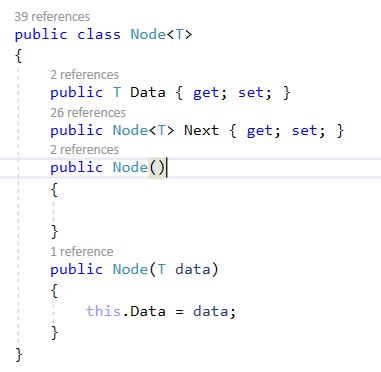 39 references
public class Node<T>
{
2 references
public T Data { get; set; }
26 references
public Node<T> Next { get; set; }
2 references
public Node()
{
}
1 reference
public Node(T data)
{
this.Data = data;
}
}